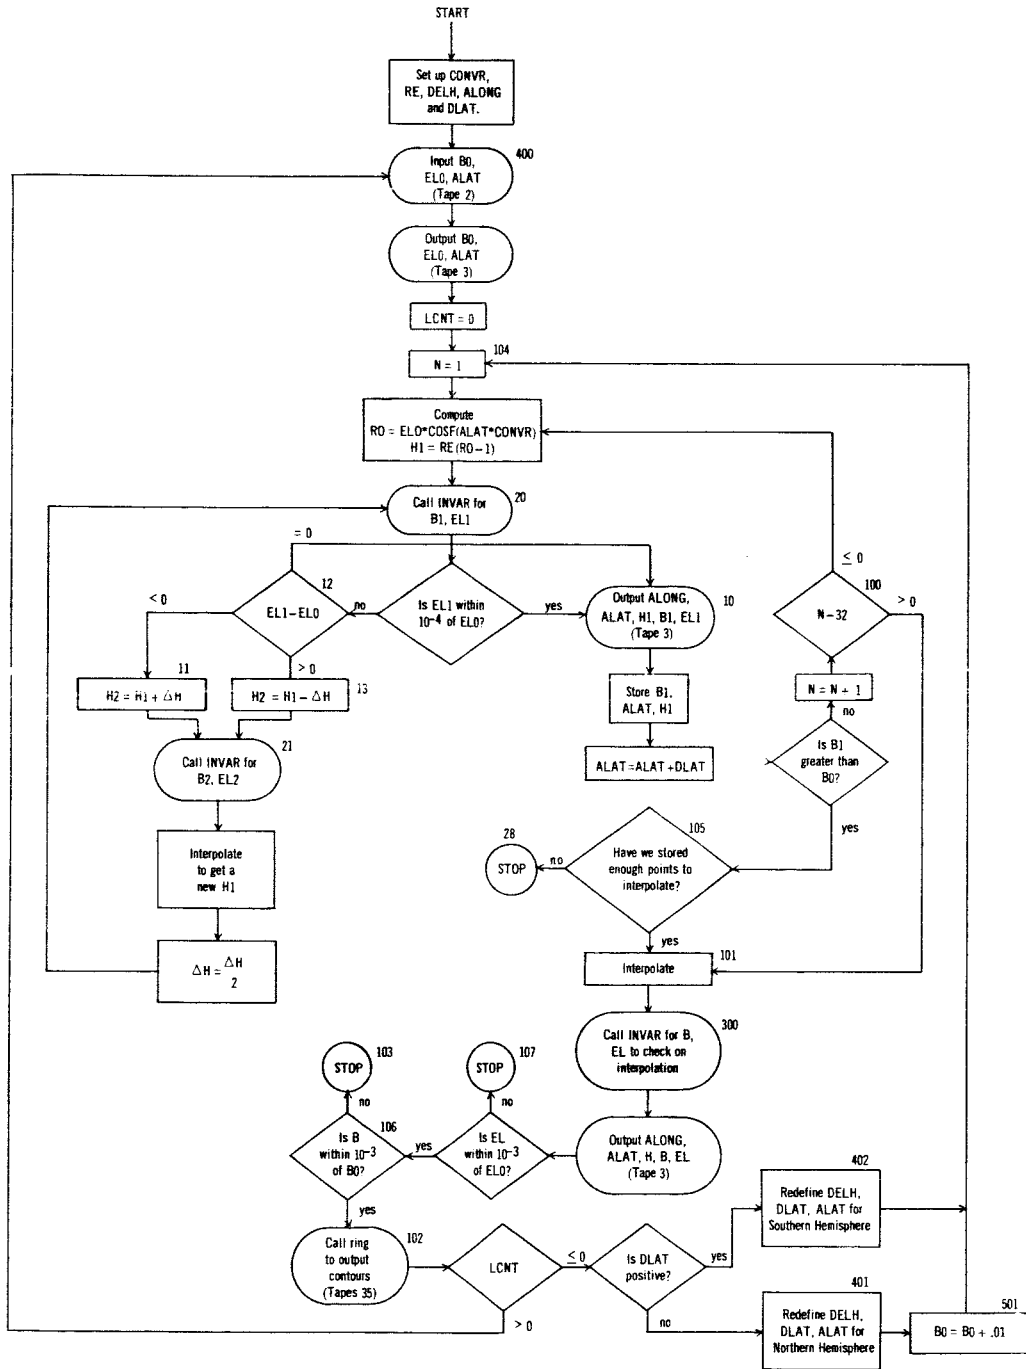 START
Set up CONVR,
RE, DELH, ALONG
and DLAT.
400
Input B0,
EL0, ALAT
(Tape 2)
Output B0,
EL0, ALAT
(Tape 3)
LCNT = 0
104
N = 1
Compute
R0 = EL0*COSF(ALAT*CONVR)
H1 = RE(R0-1)
20
Call INVAR for
B1, EL1
= 0
12
EL1-EL0
< 0
> 0
no
Is EL1 within
10-4 of EL0?
yes
10
Output ALONG,
ALAT, H1, B1, EL1
(Tape 3)
≤ 0
100
N-32
> 0
11
H2 = H1 + ΔH
13
H2 = H1 - ΔH
Store B1,
ALAT, H1
N = N + 1
no
21
Call INVAR for
B2, EL2
ALAT=ALAT+DLAT
Is B1
greater than
B0?
yes
Interpolate
to get a
new H1
28
STOP
no
105
Have we stored
enough points to
interpolate?
yes
ΔH = ΔH
2
101
Interpolate
300
Call INVAR for B,
EL to check on
interpolation
103
STOP
no
107
STOP
no
106
Is B
within 10-3
of B0?
yes
Is EL
within 10-3
of EL0?
Output ALONG,
ALAT, H, B, EL
(Tape 3)
yes
402
Redefine DELH,
DLAT, ALAT for
Southern Hemisphere
102
Call ring
to output
contours
(Tapes 35)
LCNT
≤ 0
> 0
Is DLAT
positive?
yes
no
401
Redefine DELH,
DLAT, ALAT for
Northern Hemisphere
501
B0 = B0 + .01